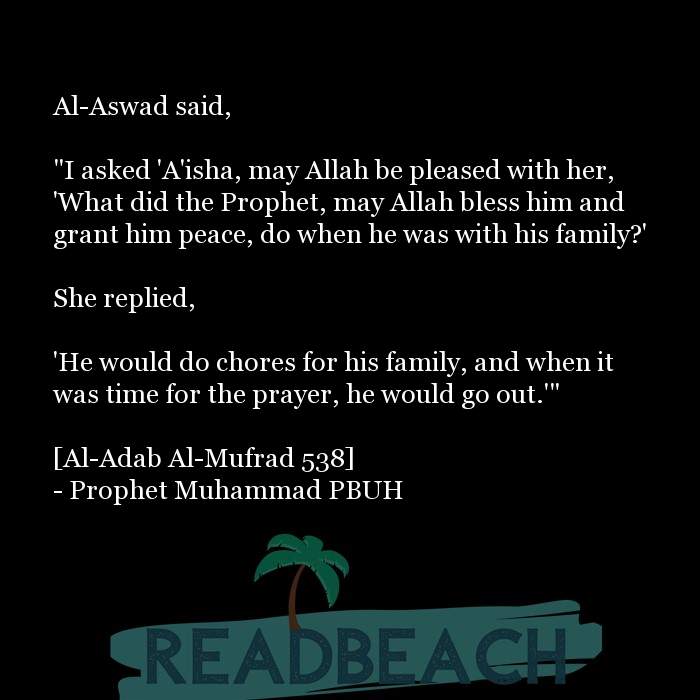 Al-Aswad said,
"I asked 'A'isha, may Allah be pleased with her,
'What did the Prophet, may Allah bless him and
grant him peace, do when he was with his family?'
She replied,
'He would do chores for his family, and when it
was time for the prayer, he would go out.'"
[Al-Adab Al-Mufrad 538]
- Prophet Muhammad PBUH
READBEACH